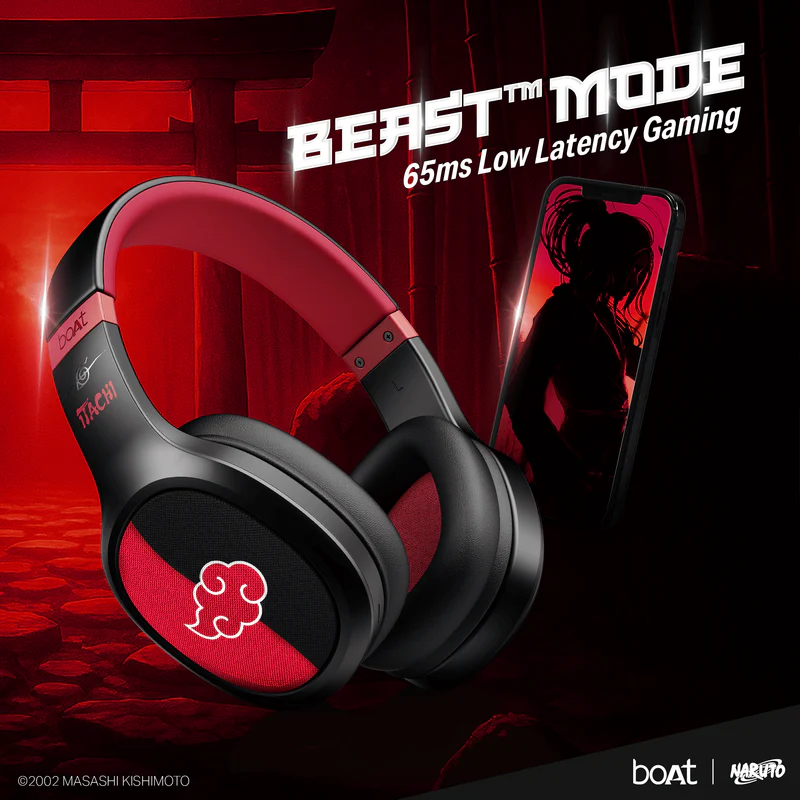 BEAST™ MODE
65ms Low Latency Gaming
boAt
ITACHI
L
©2002 MASASHI KISHIMOTO
boAt | NARUTO